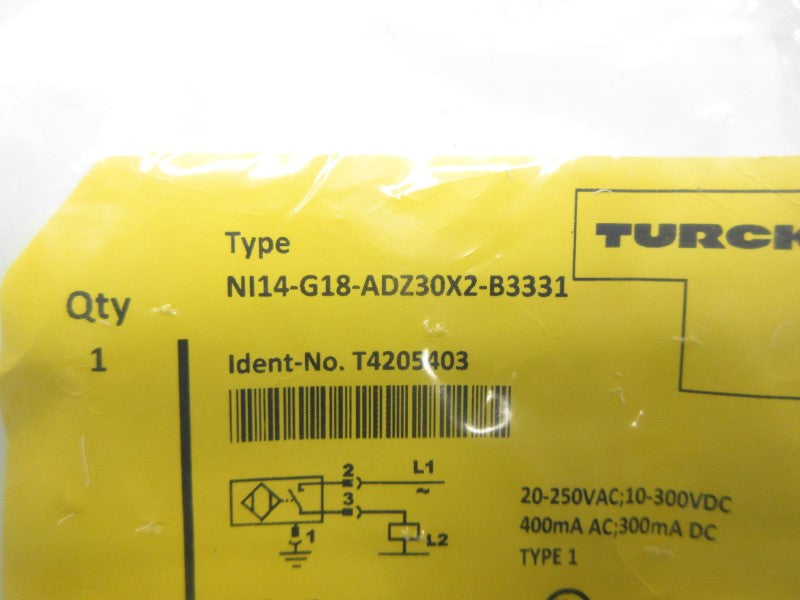 Type
TURCK
NI14-G18-ADZ30X2-B3331
Qty
1
Ident-No. T4205403
2
L1
~
3
1
L2
20-250VAC;10-300VDC
400mA AC;300mA DC
TYPE 1